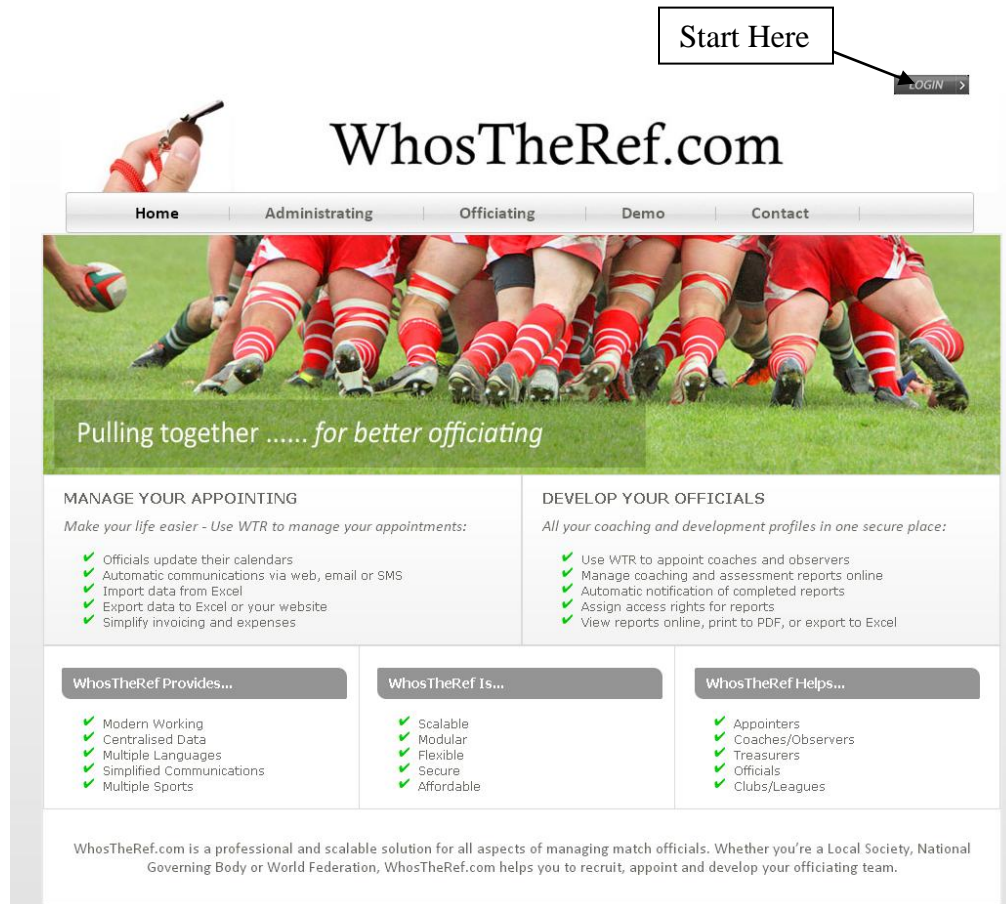 Start Here
LOGIN >
WhosTheRef.com
Home Administrating Officiating Demo Contact
Pulling together ...... for better officiating
MANAGE YOUR APPOINTING
Make your life easier - Use WTR to manage your appointments:
Officials update their calendars
Automatic communications via web, email or SMS
Import data from Excel
Export data to Excel or your website
Simplify invoicing and expenses
DEVELOP YOUR OFFICIALS
All your coaching and development profiles in one secure place:
Use WTR to appoint coaches and observers
Manage coaching and assessment reports online
Automatic notification of completed reports
Assign access rights for reports
View reports online, print to PDF, or export to Excel
WhosTheRef Provides...
Modern Working
Centralised Data
Multiple Languages
Simplified Communications
Multiple Sports
WhosTheRef Is...
Scalable
Modular
Flexible
Secure
Affordable
WhosTheRef Helps...
Appointers
Coaches/Observers
Treasurers
Officials
Clubs/Leagues
WhosTheRef.com is a professional and scalable solution for all aspects of managing match officials. Whether you're a Local Society, National
Governing Body or World Federation, WhosTheRef.com helps you to recruit, appoint and develop your officiating team.